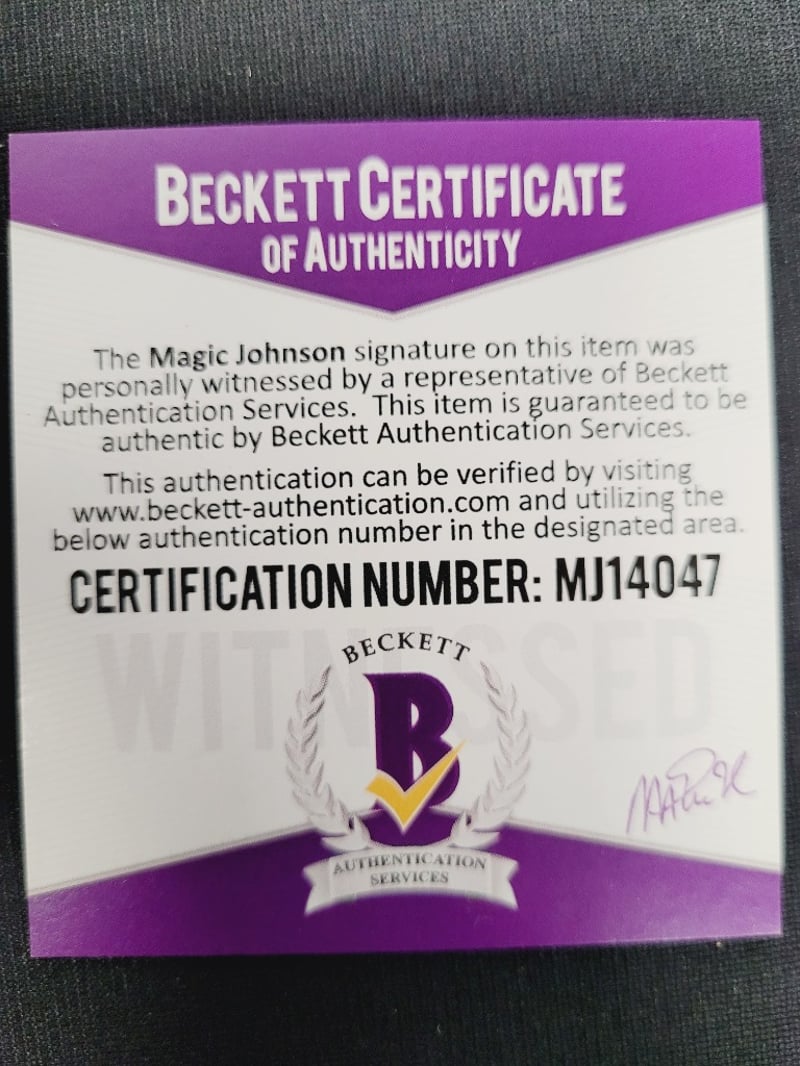 BECKETT CERTIFICATE
OF AUTHENTICITY
The Magic Johnson signature on this item was
personally witnessed by a representative of Beckett
Authentication Services. This item is guaranteed to be
authentic by Beckett Authentication Services.
This authentication can be verified by visiting
www.beckett-authentication.com and utilizing the
below authentication number in the designated area.
CERTIFICATION NUMBER: MJ14047
WITNESSED
BECKETT
B
AUTHENTICATION
SERVICES